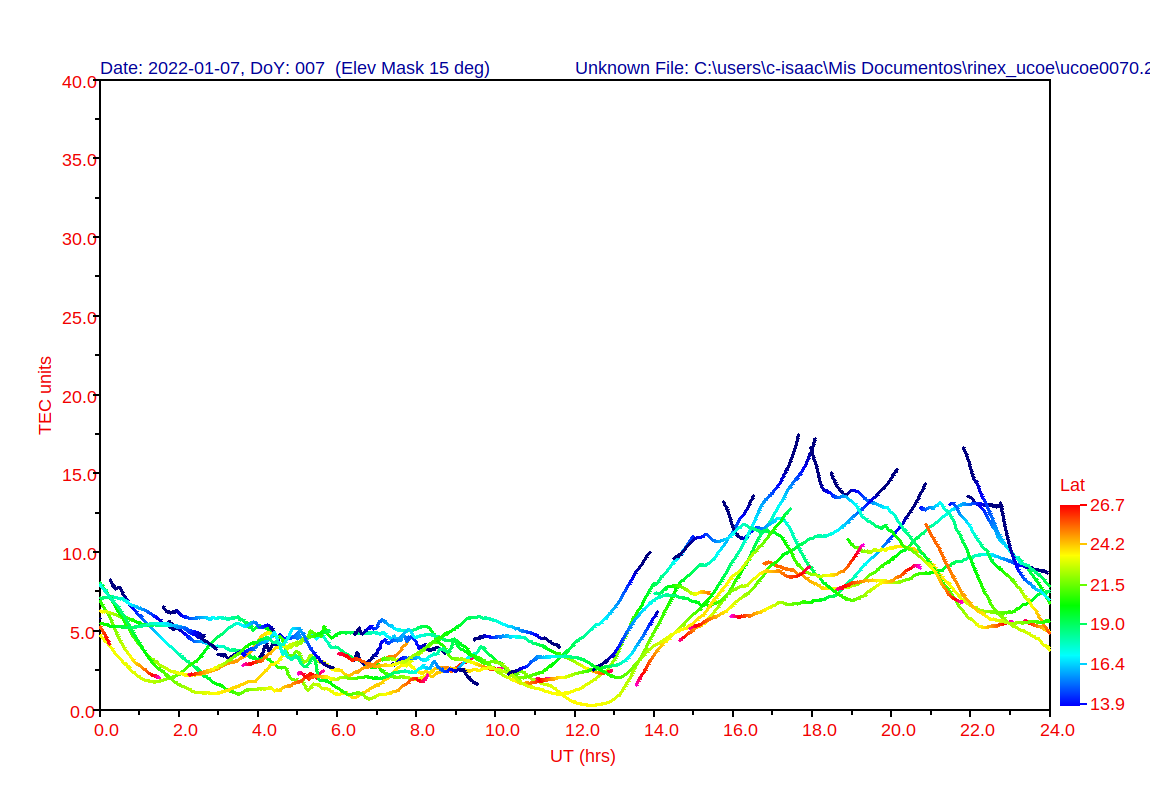 Date: 2022-01-07, DoY: 007  (Elev Mask 15 deg)
Unknown File: C:\users\c-isaac\Mis Documentos\rinex_ucoe\ucoe0070.2
40.0
35.0
30.0
25.0
20.0
15.0
10.0
5.0
0.0
TEC units
0.0 2.0 4.0 6.0 8.0 10.0 12.0 14.0 16.0 18.0 20.0 22.0 24.0
UT (hrs)
Lat
26.7
24.2
21.5
19.0
16.4
13.9